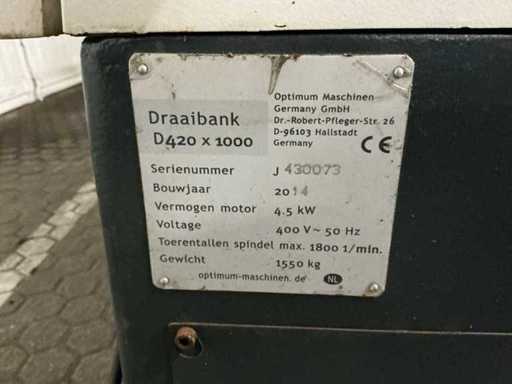 Draaibank
D420 x 1000
Optimum Maschinen
Germany GmbH
Dr.-Robert-Pfleger-Str. 26
D-96103 Hallstadt
Germany
CE
Serienummer J 430073
Bouwjaar 2014
Vermogen motor 4.5 kW
Voltage 400 V ~ 50 Hz
Toerentallen spindel max. 1800 1/min.
Gewicht 1550 kg
optimum-maschinen.de NL